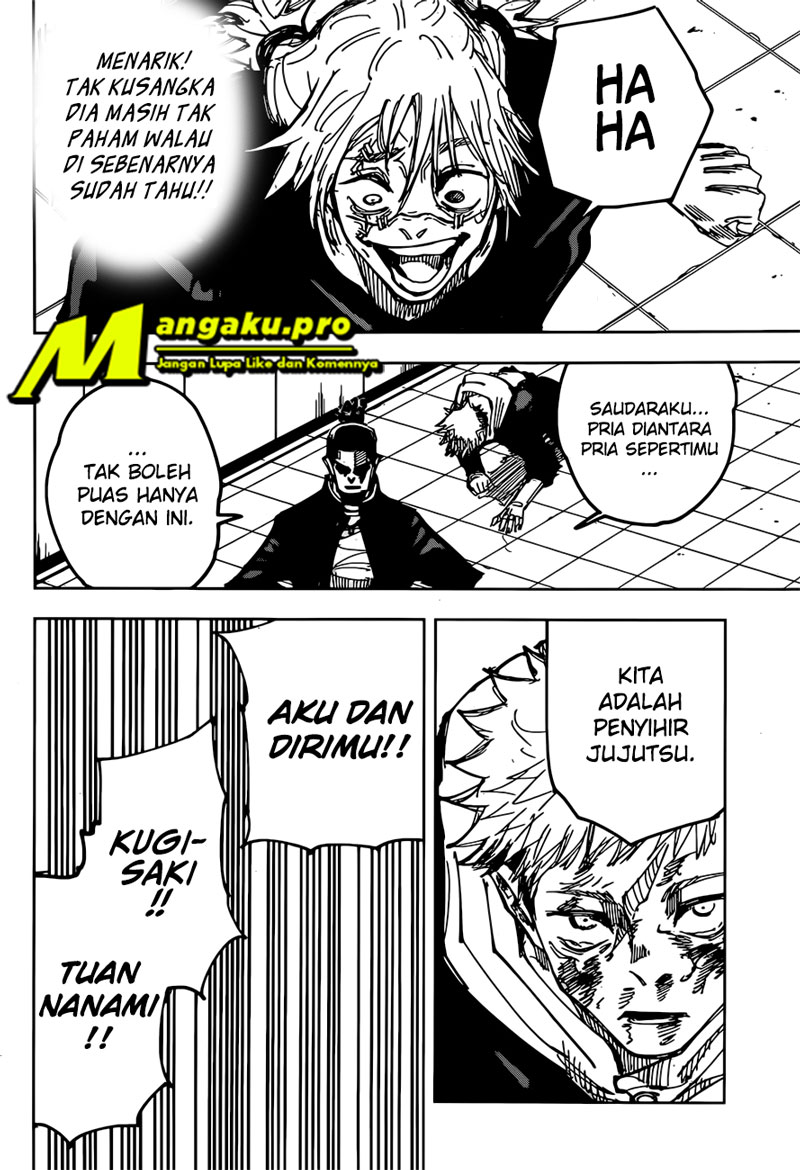 HA
HA
MENARIK!
TAK KUSANGKA
DIA MASIH TAK
PAHAM WALAU
DI SEBENARNYA
SUDAH TAHU!!
Mangaku.pro
Jangan Lupa Like dan Komennya
SAUDARAKU...
PRIA DIANTARA
PRIA SEPERTIMU
...
...
TAK BOLEH
PUAS HANYA
DENGAN INI.
KITA
ADALAH
PENYIHIR
JUJUTSU.
AKU DAN
DIRIMU!!
KUGI-
SAKI
!!
TUAN
NANAMI
!!